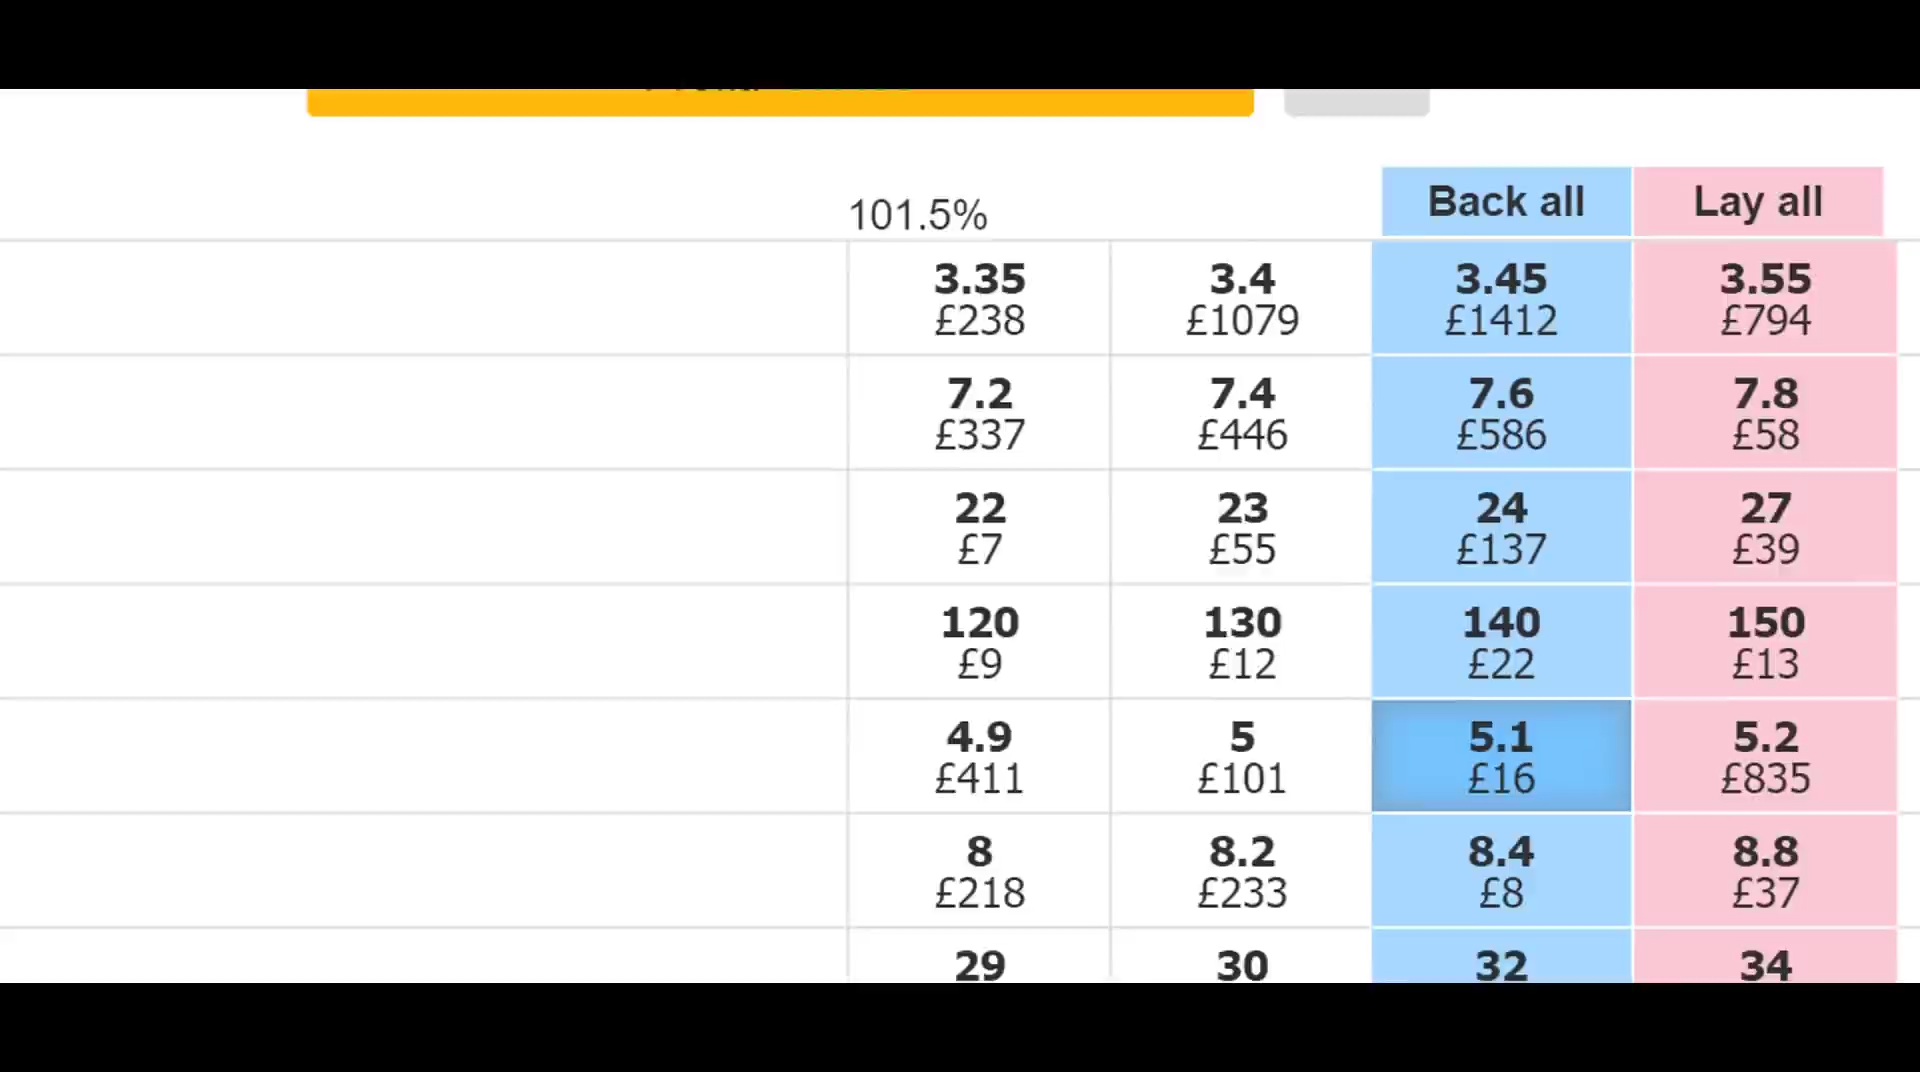 101.5% Back all Lay all
3.35 3.4 3.45 3.55
£238 £1079 £1412 £794
7.2 7.4 7.6 7.8
£337 £446 £586 £58
22 23 24 27
£7 £55 £137 £39
120 130 140 150
£9 £12 £22 £13
4.9 5 5.1 5.2
£411 £101 £16 £835
8 8.2 8.4 8.8
£218 £233 £8 £37
29 30 32 34